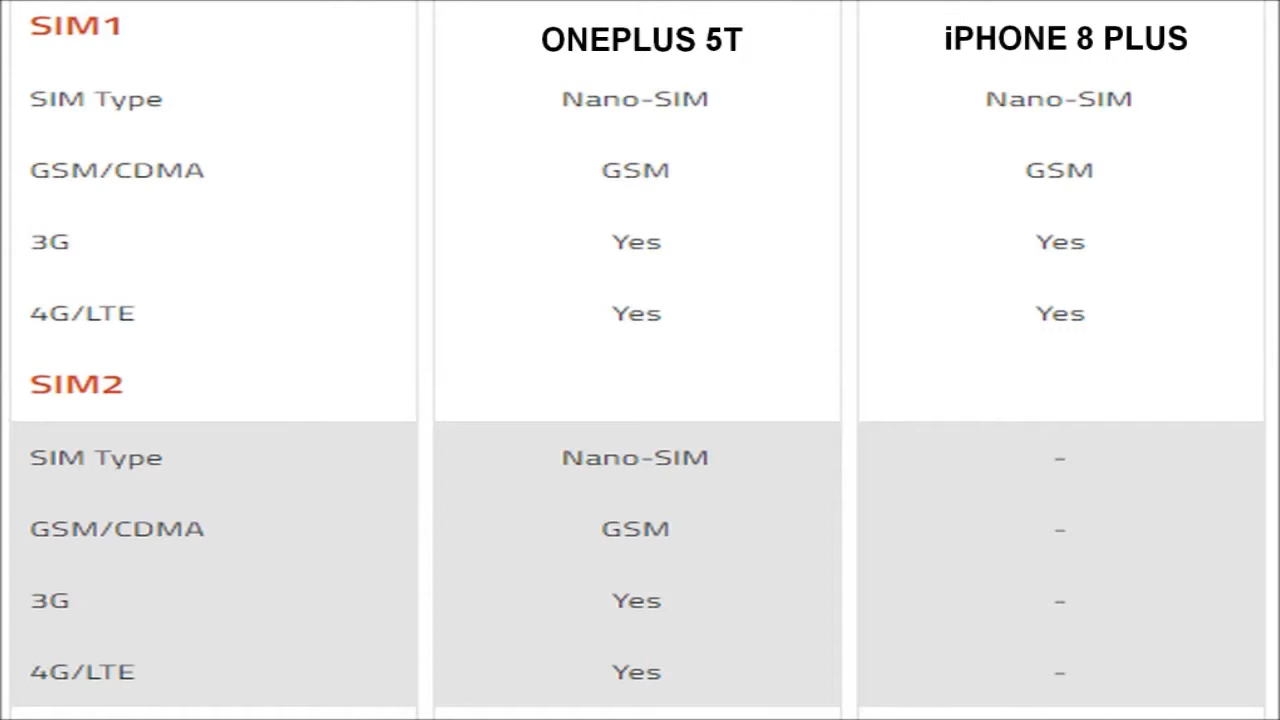 SIM1 ONEPLUS 5T iPHONE 8 PLUS
SIM Type Nano-SIM Nano-SIM
GSM/CDMA GSM GSM
3G Yes Yes
4G/LTE Yes Yes
SIM2
SIM Type Nano-SIM -
GSM/CDMA GSM -
3G Yes -
4G/LTE Yes -